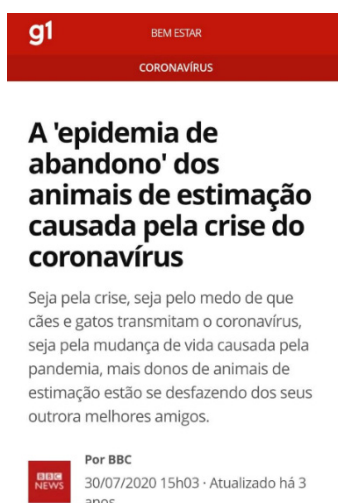 g1
BEM ESTAR
CORONAVÍRUS
A 'epidemia de
abandono' dos
animais de estimação
causada pela crise do
coronavírus
Seja pela crise, seja pelo medo de que
cães e gatos transmitam o coronavírus,
seja pela mudança de vida causada pela
pandemia, mais donos de animais de
estimação estão se desfazendo dos seus
outrora melhores amigos.
Por BBC
BBC
NEWS
30/07/2020 15h03 · Atualizado há 3
anos